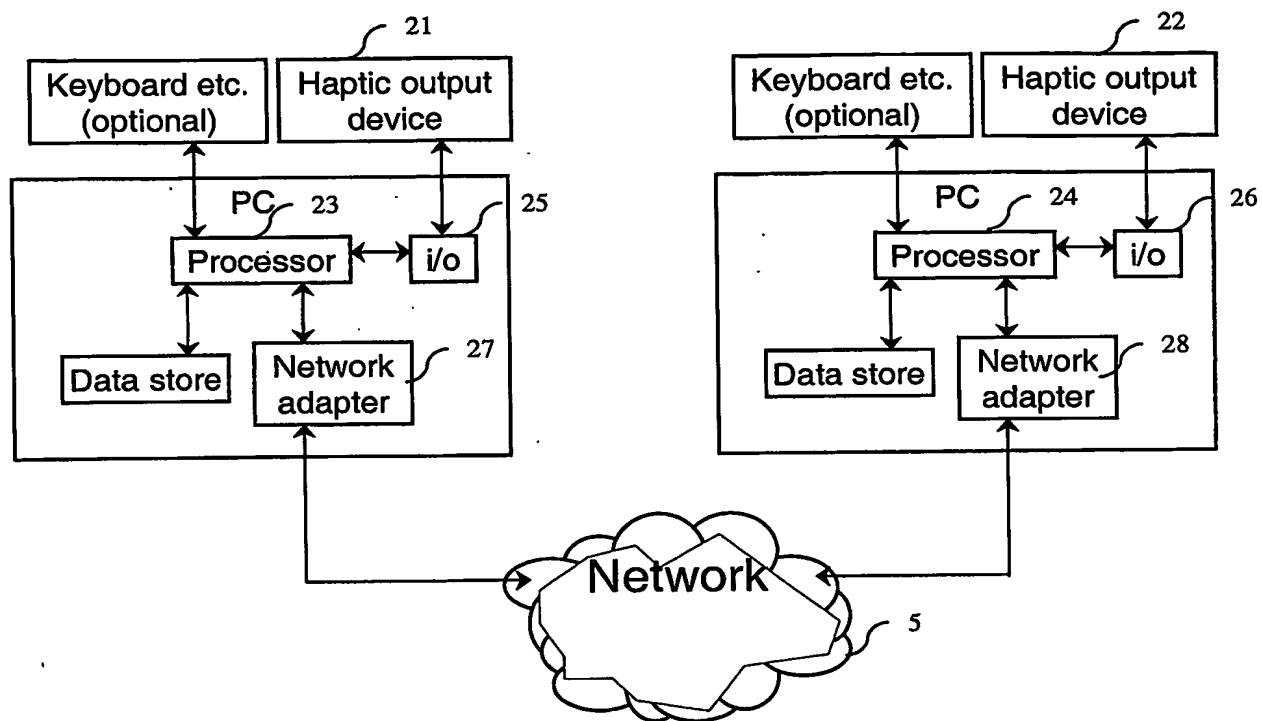 21
Keyboard etc.
(optional)
Haptic output
device
PC
23
25
Processor
i/o
Data store
Network
adapter
27
22
Keyboard etc.
(optional)
Haptic output
device
PC
24
26
Processor
i/o
Data store
Network
adapter
28
Network
5